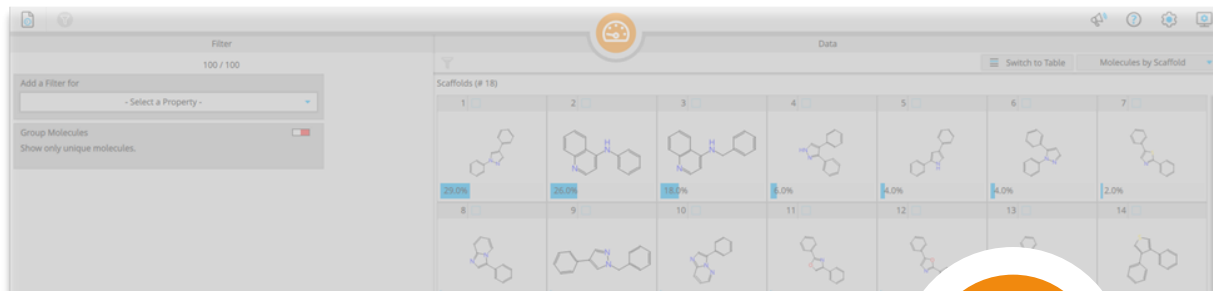 Filter
Data
100 / 100
Switch to Table
Molecules by Scaffold
Add a Filter for
- Select a Property -
Group Molecules
Show only unique molecules.
Scaffolds (# 18)
1 2 3 4 5 6 7
29.0% 26.0% 18.0% 6.0% 4.0% 4.0% 2.0%
8 9 10 11 12 13 14